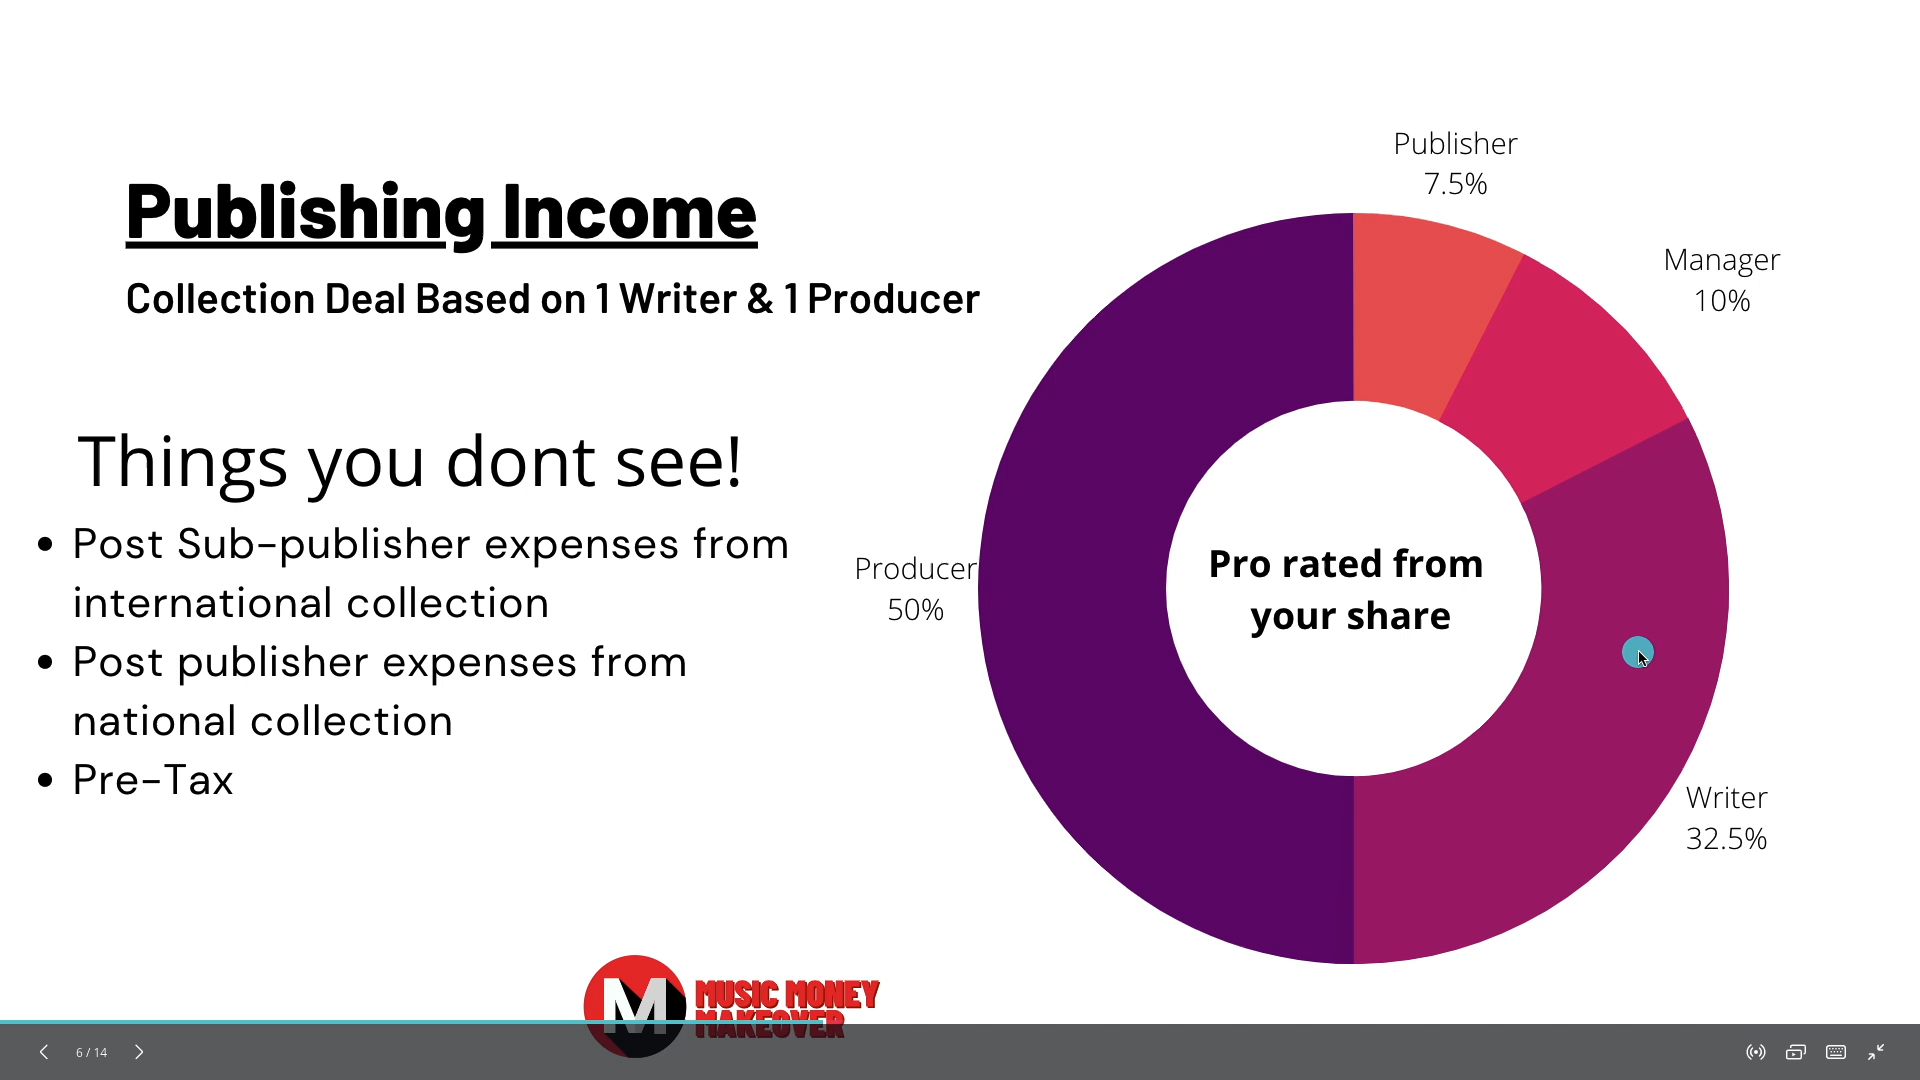 Publishing Income
Collection Deal Based on 1 Writer & 1 Producer
Things you dont see!
• Post Sub-publisher expenses from
international collection
• Post publisher expenses from
national collection
• Pre-Tax
Publisher
7.5%
Manager
10%
Producer
50%
Pro rated from
your share
Writer
32.5%
M
MUSIC MONEY
MAKEOVER
6 / 14